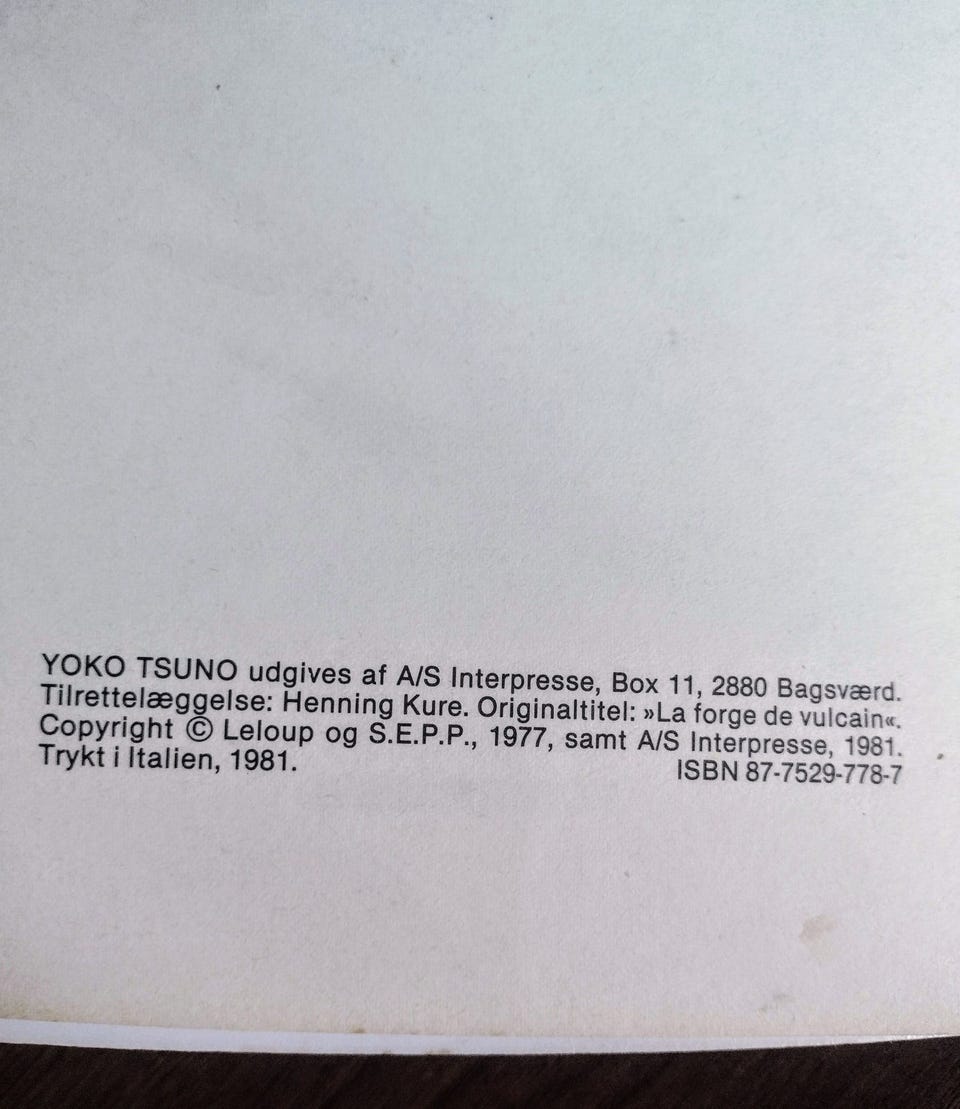 YOKO TSUNO udgives af A/S Interpresse, Box 11, 2880 Bagsværd.
Tilrettelæggelse: Henning Kure. Originaltitel: »La forge de vulcain«.
Copyright © Leloup og S.E.P.P., 1977, samt A/S Interpresse, 1981.
Trykt i Italien, 1981. ISBN 87-7529-778-7